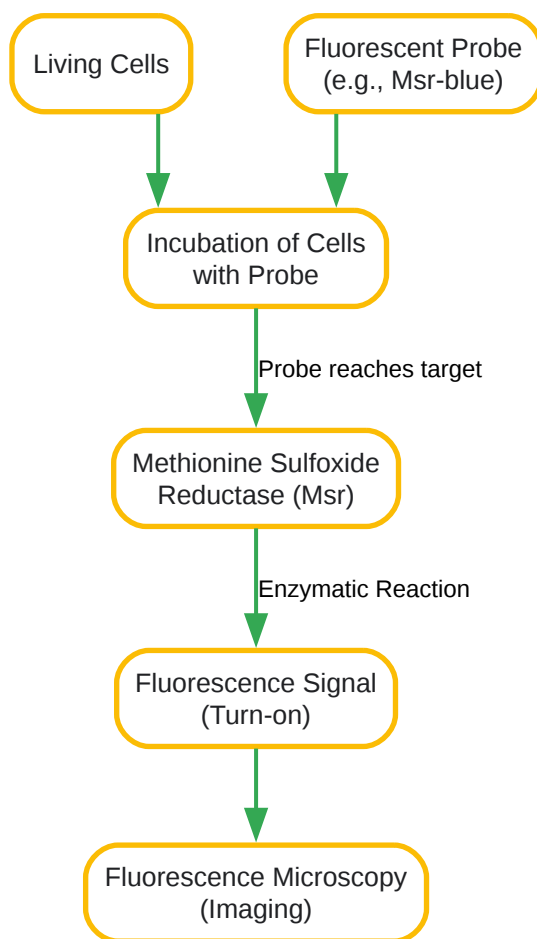 Living Cells
Fluorescent Probe
(e.g., Msr-blue)
Incubation of Cells
with Probe
Probe reaches target
Methionine Sulfoxide
Reductase (Msr)
Enzymatic Reaction
Fluorescence Signal
(Turn-on)
Fluorescence Microscopy
(Imaging)